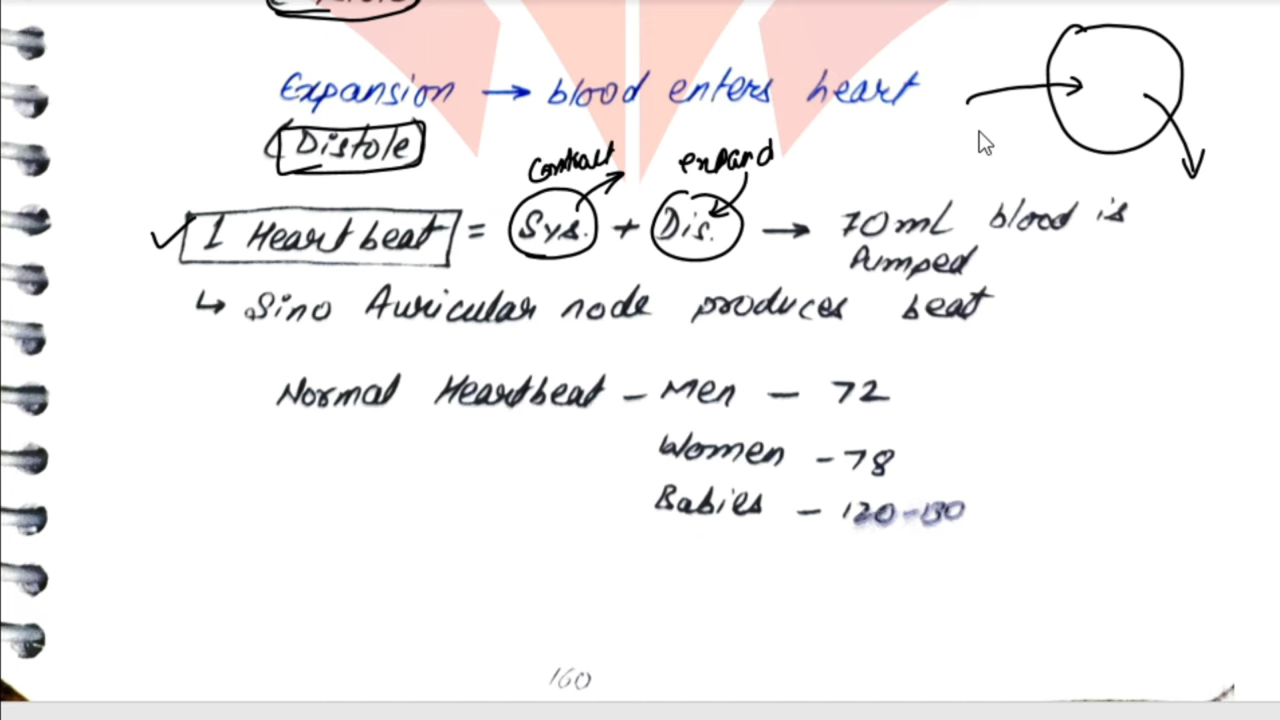 Expansion → blood enters heart
Distole
Contract expand
1 Heartbeat = Sys. + Dis. → 70mL blood is
Pumped
↳ Sino Auricular node produces beat
Normal Heartbeat - Men - 72
Women - 78
Babies - 120-130
160